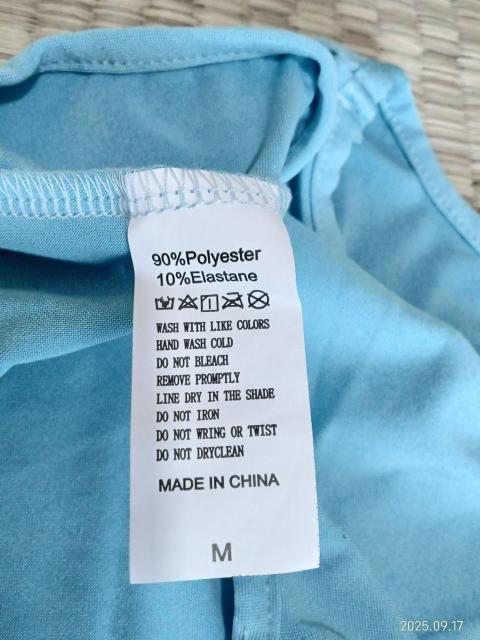 90%Polyester
10%Elastane
WASH WITH LIKE COLORS
HAND WASH COLD
DO NOT BLEACH
REMOVE PROMPTLY
LINE DRY IN THE SHADE
DO NOT IRON
DO NOT WRING OR TWIST
DO NOT DRYCLEAN
MADE IN CHINA
M
2025.09.17